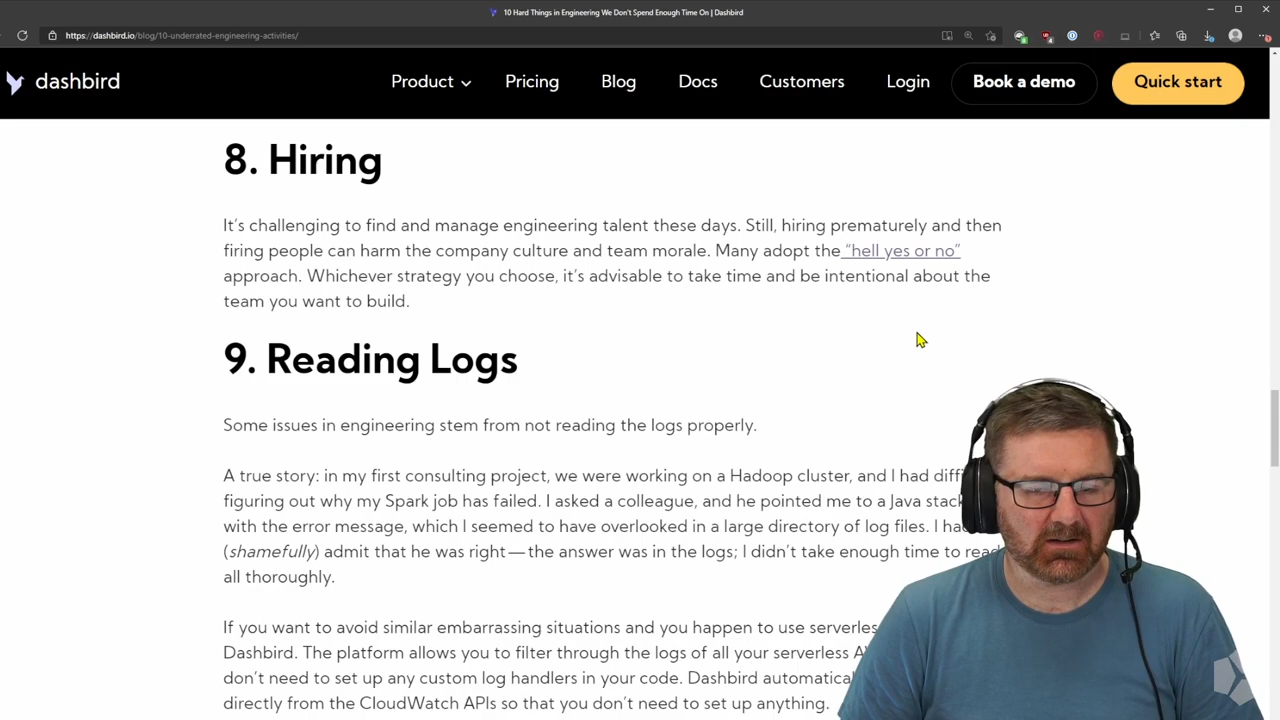 10 Hard Things in Engineering We Don't Spend Enough Time On | Dashbird
https://dashbird.io/blog/10-underrated-engineering-activities/
dashbird
Product
Pricing
Blog
Docs
Customers
Login
Book a demo
Quick start
8. Hiring
It's challenging to find and manage engineering talent these days. Still, hiring prematurely and then
firing people can harm the company culture and team morale. Many adopt the “hell yes or no”
approach. Whichever strategy you choose, it's advisable to take time and be intentional about the
team you want to build.
9. Reading Logs
Some issues in engineering stem from not reading the logs properly.
A true story: in my first consulting project, we were working on a Hadoop cluster, and I had
figuring out why my Spark job has failed. I asked a colleague, and he pointed me to a Java
with the error message, which I seemed to have overlooked in a large directory of log files. I
(shamefully) admit that he was right—the answer was in the logs; I didn't take enough time to read
all thoroughly.
If you want to avoid similar embarrassing situations and you happen to use
Dashbird. The platform allows you to filter through the logs of all your serverless
don't need to set up any custom log handlers in your code. Dashbird
directly from the CloudWatch APIs so that you don't need to set up anything.